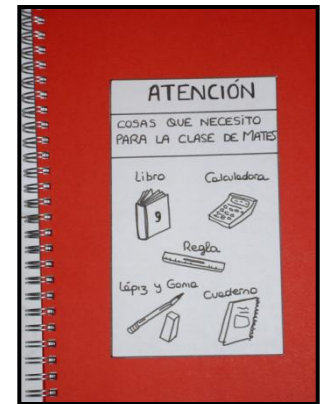 ATENCIÓN
COSAS QUE NECESITO
PARA LA CLASE DE MATES
Libro
Calculadora
9
Regla
Lápiz y Goma
Cuaderno